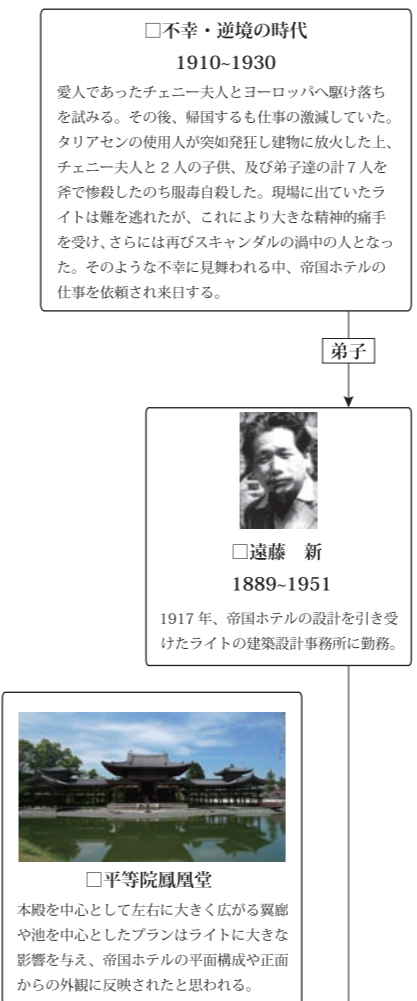 □不幸・逆境の時代
1910~1930
愛人であったチェニー夫人とヨーロッパへ駆け落ち
を試みる。その後、帰国するも仕事の激減していた。
タリアセンの使用人が突如発狂し建物に放火した上、
チェニー夫人と２人の子供、及び弟子達の計７人を
斧で惨殺したのち服毒自殺した。現場に出ていたラ
イトは難を逃れたが、これにより大きな精神的痛手
を受け、さらには再びスキャンダルの渦中の人となっ
た。そのような不幸に見舞われる中、帝国ホテルの
仕事を依頼され来日する。
弟子
□遠藤　新
1889~1951
1917 年、帝国ホテルの設計を引き受
けたライトの建築設計事務所に勤務。
□平等院鳳凰堂
本殿を中心として左右に大きく広がる翼廊
や池を中心としたプランはライトに大きな
影響を与え、帝国ホテルの平面構成や正面
からの外観に反映されたと思われる。